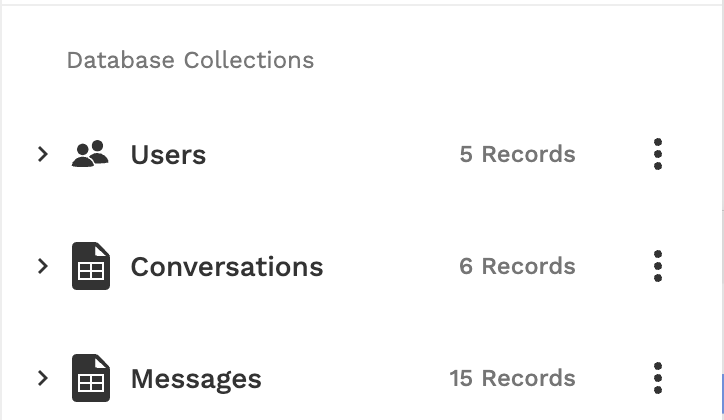 Database Collections
Users 5 Records
Conversations 6 Records
Messages 15 Records